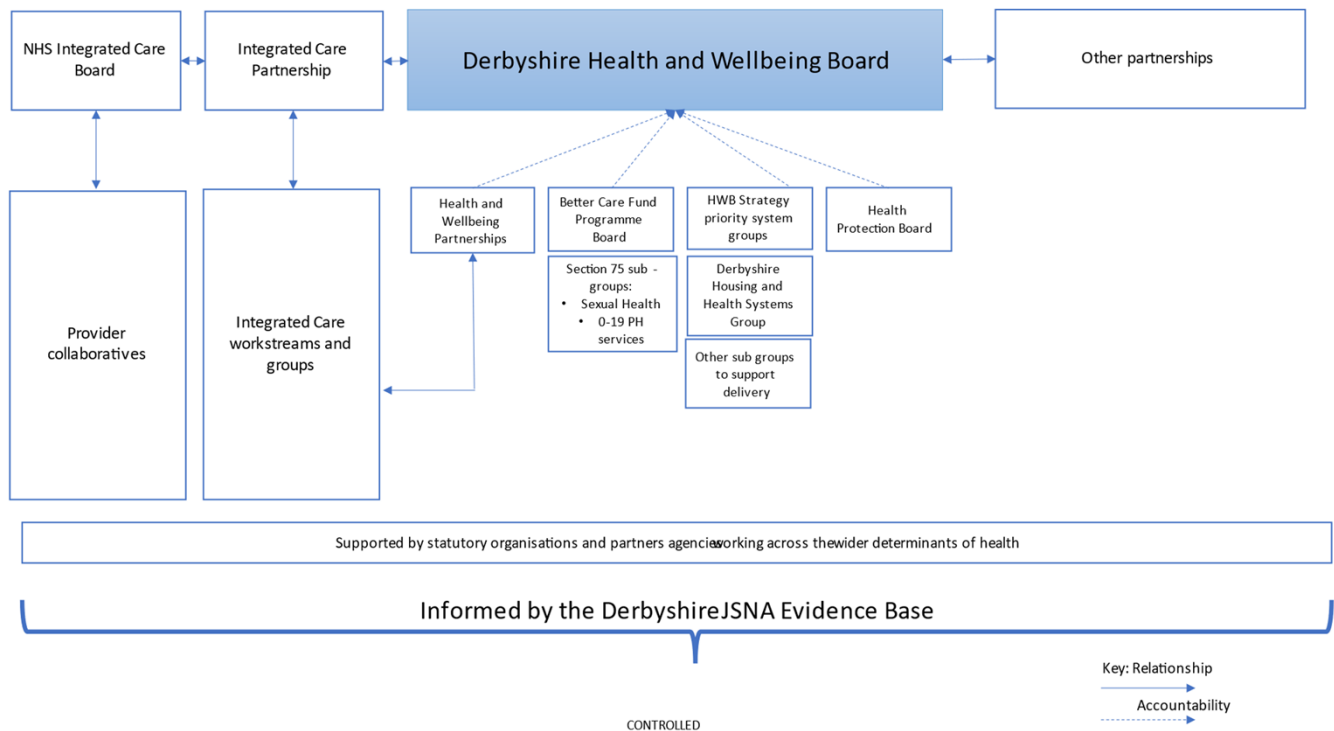 NHS Integrated Care
Board
Integrated Care
Partnership
Derbyshire Health and Wellbeing Board
Other partnerships
Provider
collaboratives
Integrated Care
workstreams and
groups
Health and
Wellbeing
Partnerships
Better Care Fund
Programme
Board
Section 75 sub -
groups:
• Sexual Health
• 0-19 PH
services
HWB Strategy
priority system
groups
Derbyshire
Housing and
Health Systems
Group
Other sub groups
to support
delivery
Health
Protection Board
Supported by statutory organisations and partners agencies working across thewider determinants of health
Informed by the DerbyshireJSNA Evidence Base
Key: Relationship
Accountability
CONTROLLED